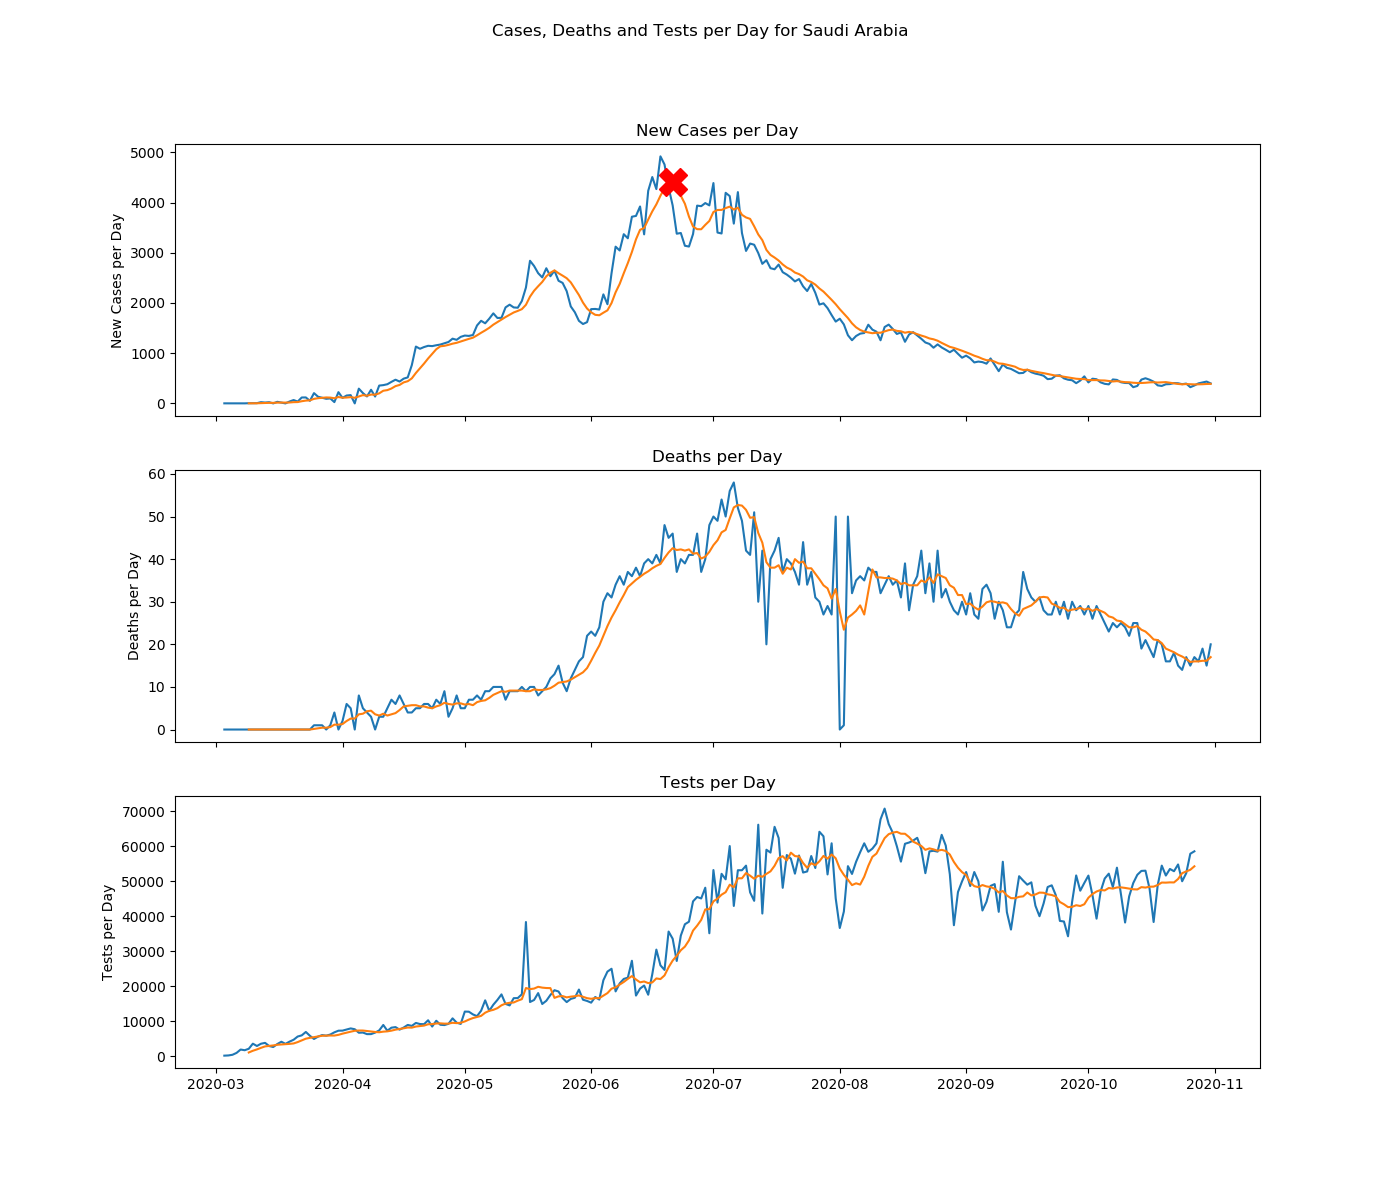 Cases, Deaths and Tests per Day for Saudi Arabia
New Cases per Day
New Cases per Day
5000
4000
3000
2000
1000
0
Deaths per Day
Deaths per Day
60
50
40
30
20
10
0
Tests per Day
Tests per Day
70000
60000
50000
40000
30000
20000
10000
0
2020-03 2020-04 2020-05 2020-06 2020-07 2020-08 2020-09 2020-10 2020-11